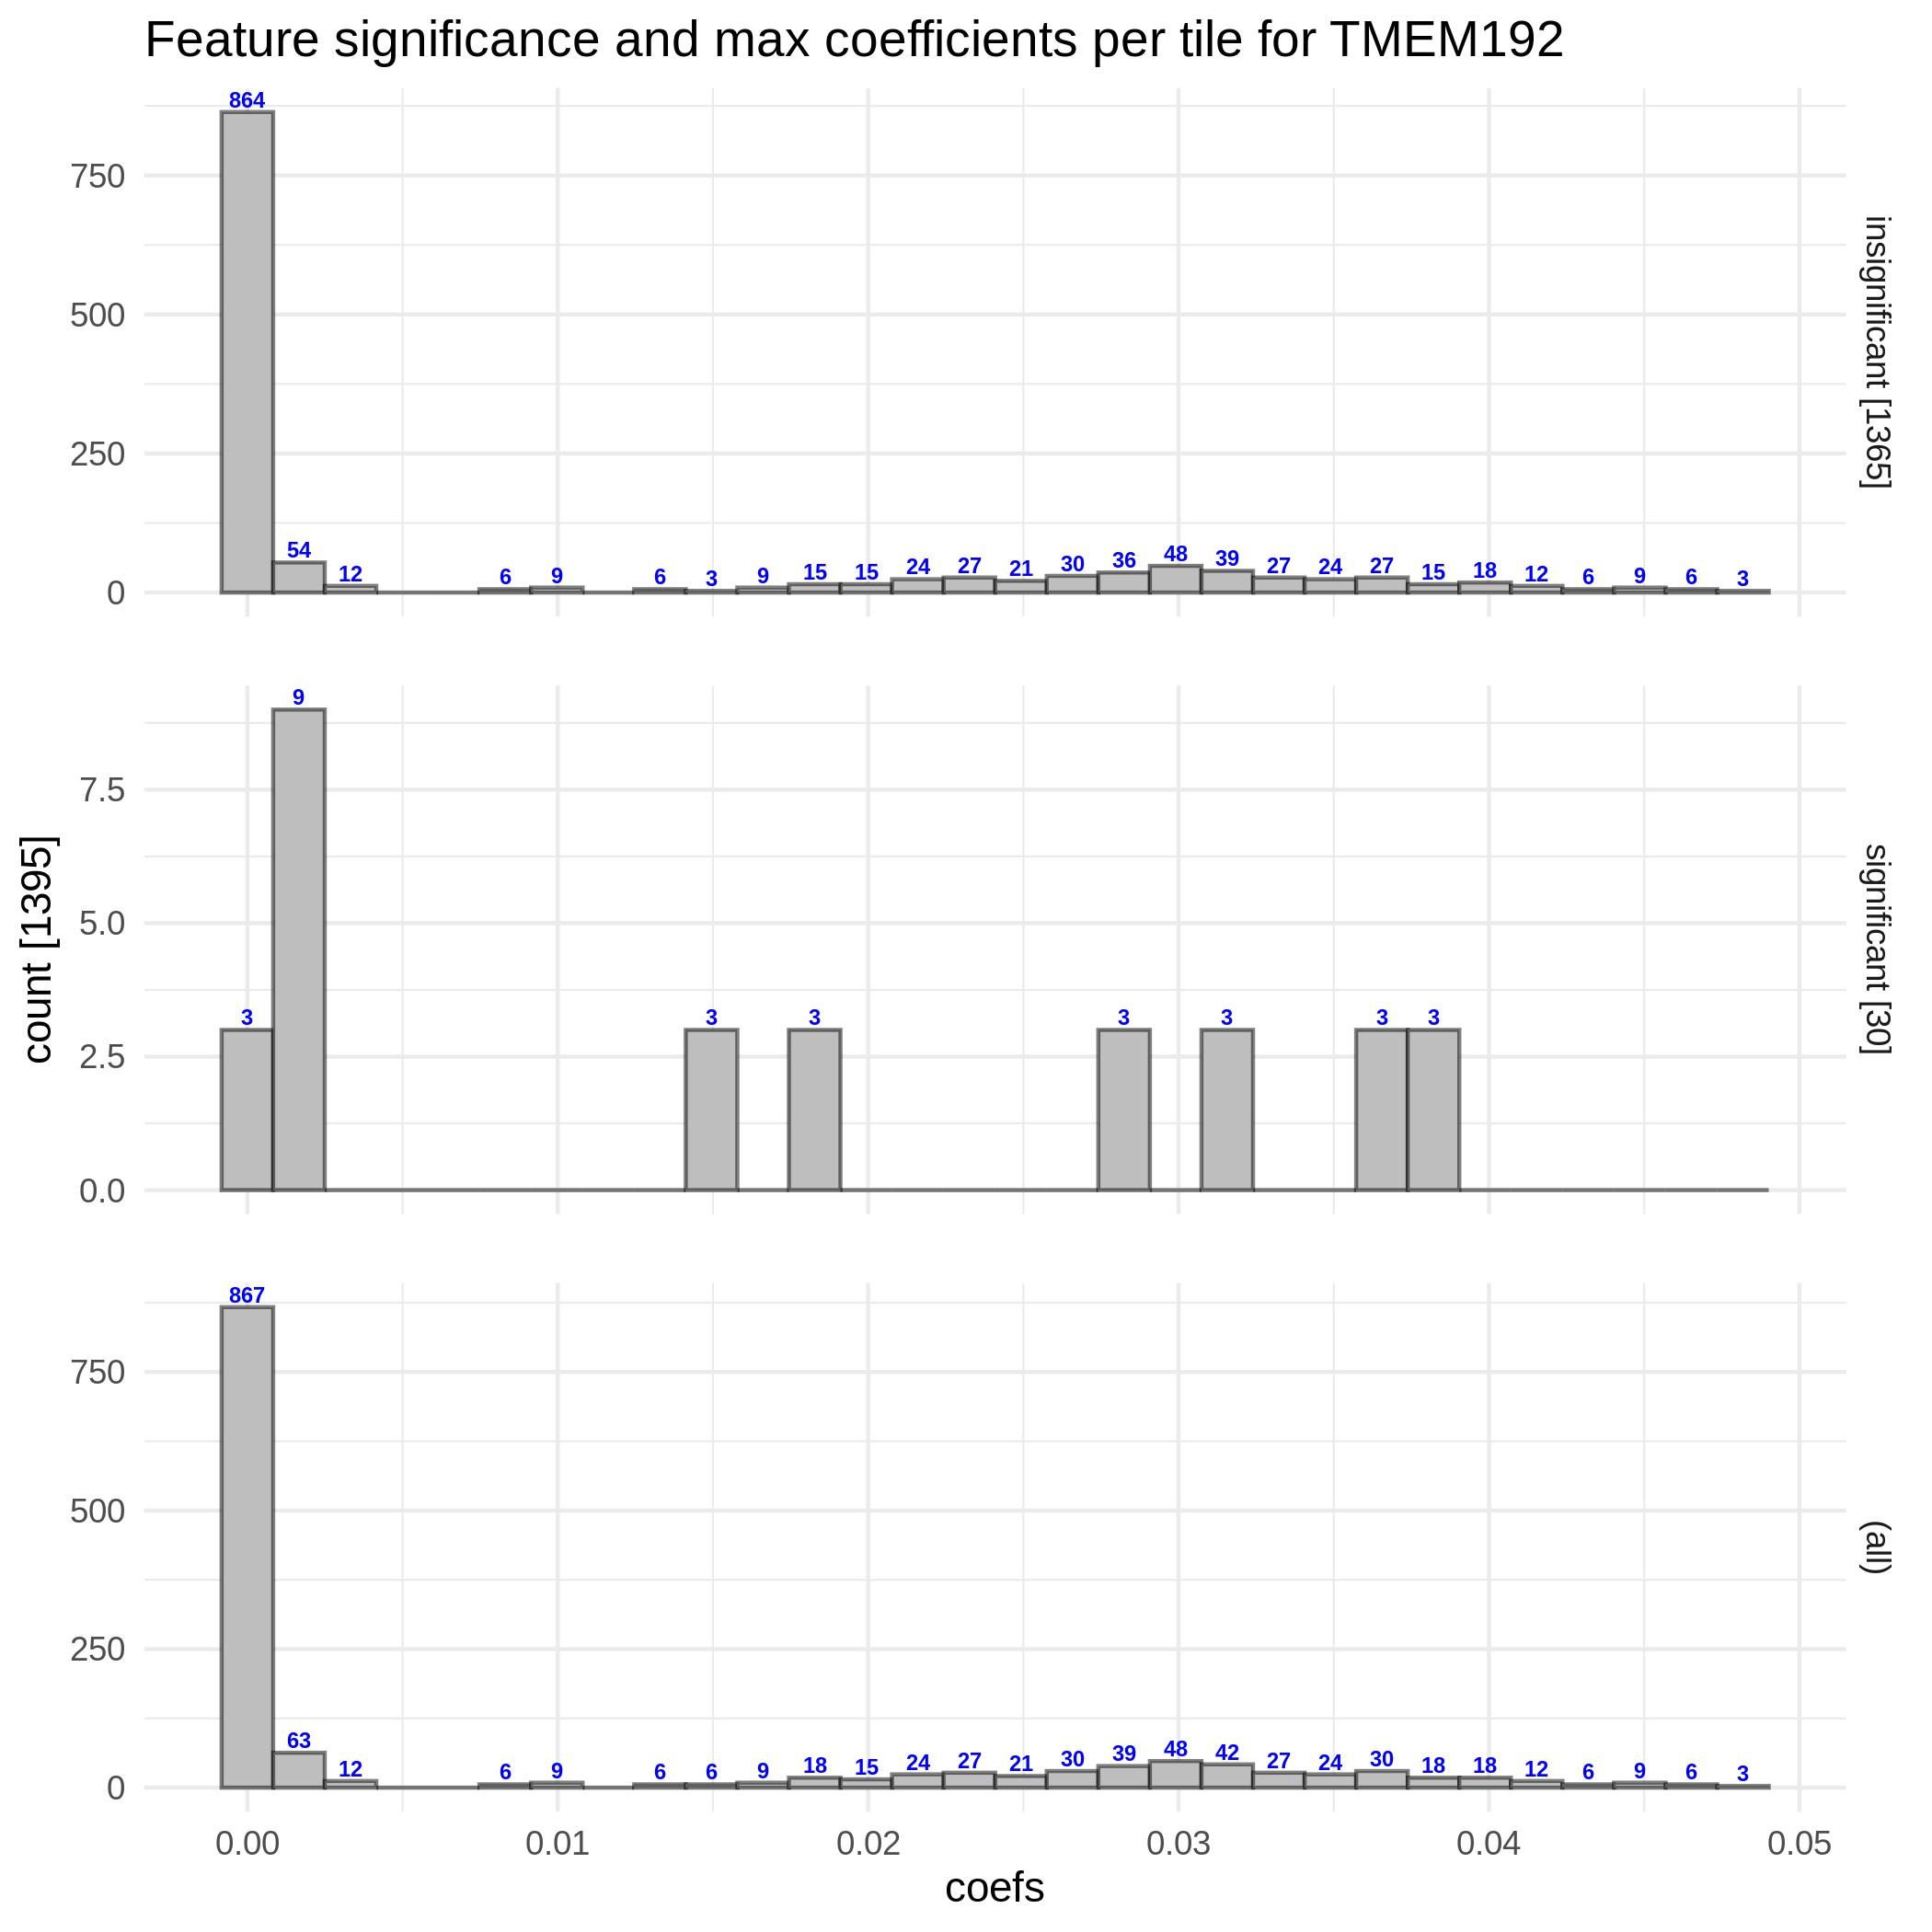 Feature significance and max coefficients per tile for TMEM192
864
750
500
250
0
54 12 6 9 6 3 9 15 15 24 27 21 30 36 48 39 27 24 27 15 18 12 6 9 6 3
insignificant [1365]
count [1395]
9
7.5
5.0
2.5
0.0
3 3 3 3 3 3 3
significant [30]
867
750
500
250
0
63 12 6 9 6 6 9 18 15 24 27 21 30 39 48 42 27 24 30 18 18 12 6 9 6 3
(all)
0.00 0.01 0.02 0.03 0.04 0.05
coefs